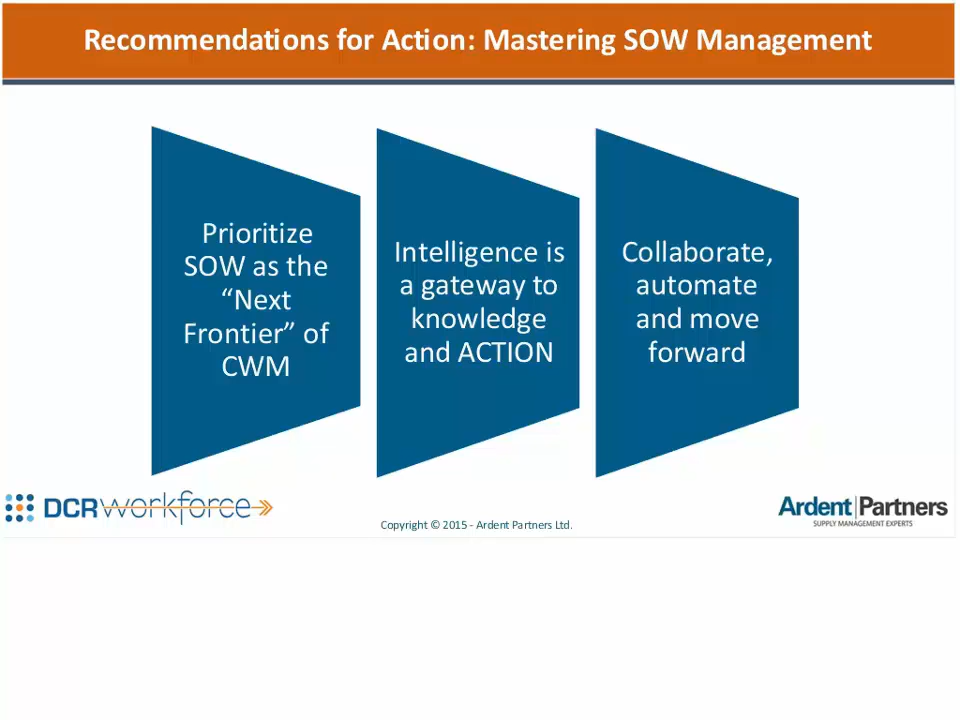 Recommendations for Action: Mastering SOW Management
Prioritize
SOW as the
“Next
Frontier” of
CWM
Intelligence is
a gateway to
knowledge
and ACTION
Collaborate,
automate
and move
forward
DCRworkforce
Copyright © 2015 - Ardent Partners Ltd.
Ardent|Partners
SUPPLY MANAGEMENT EXPERTS